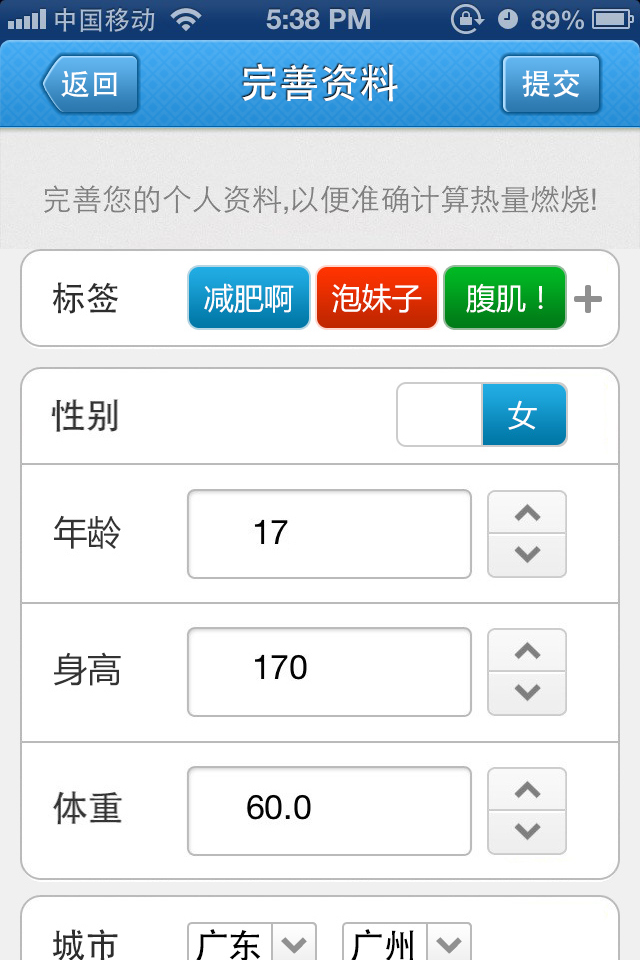 中国移动 5:38 PM 89%
返回 完善资料 提交
完善您的个人资料,以便准确计算热量燃烧!
标签 减肥啊 泡妹子 腹肌！ +
性别 女
年龄 17
身高 170
体重 60.0
城市 广东 广州